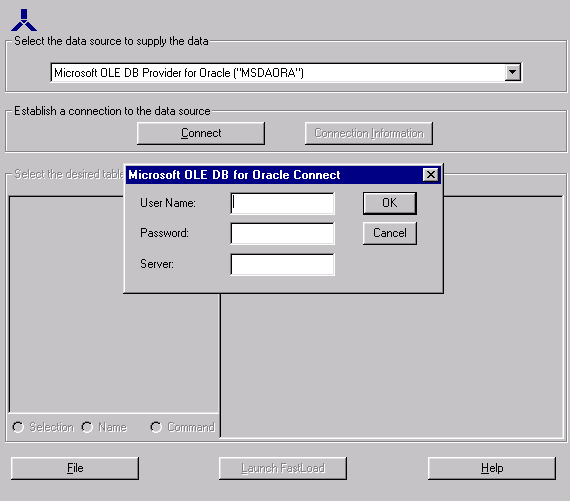 Select the data source to supply the data
Microsoft OLE DB Provider for Oracle ("MSDAORA")
Establish a connection to the data source
Connect
Connection Information
Select the desired table
Microsoft OLE DB for Oracle Connect
User Name:
OK
Password:
Cancel
Server:
Selection
Name
Command
File
Launch FastLoad
Help